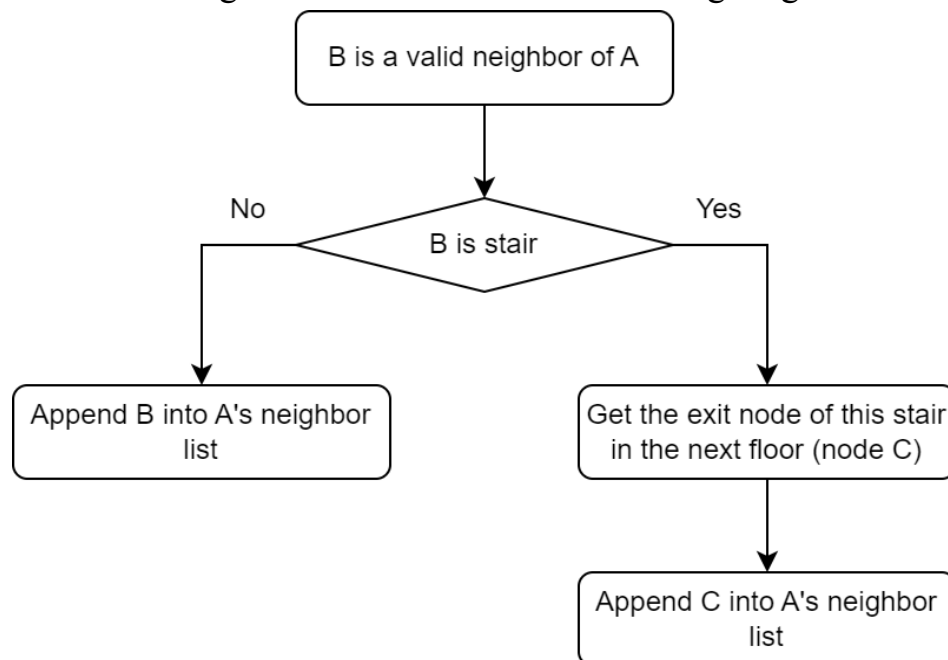 B is a valid neighbor of A
No
Yes
B is stair
Append B into A's neighbor
list
Get the exit node of this stair
in the next floor (node C)
Append C into A's neighbor
list